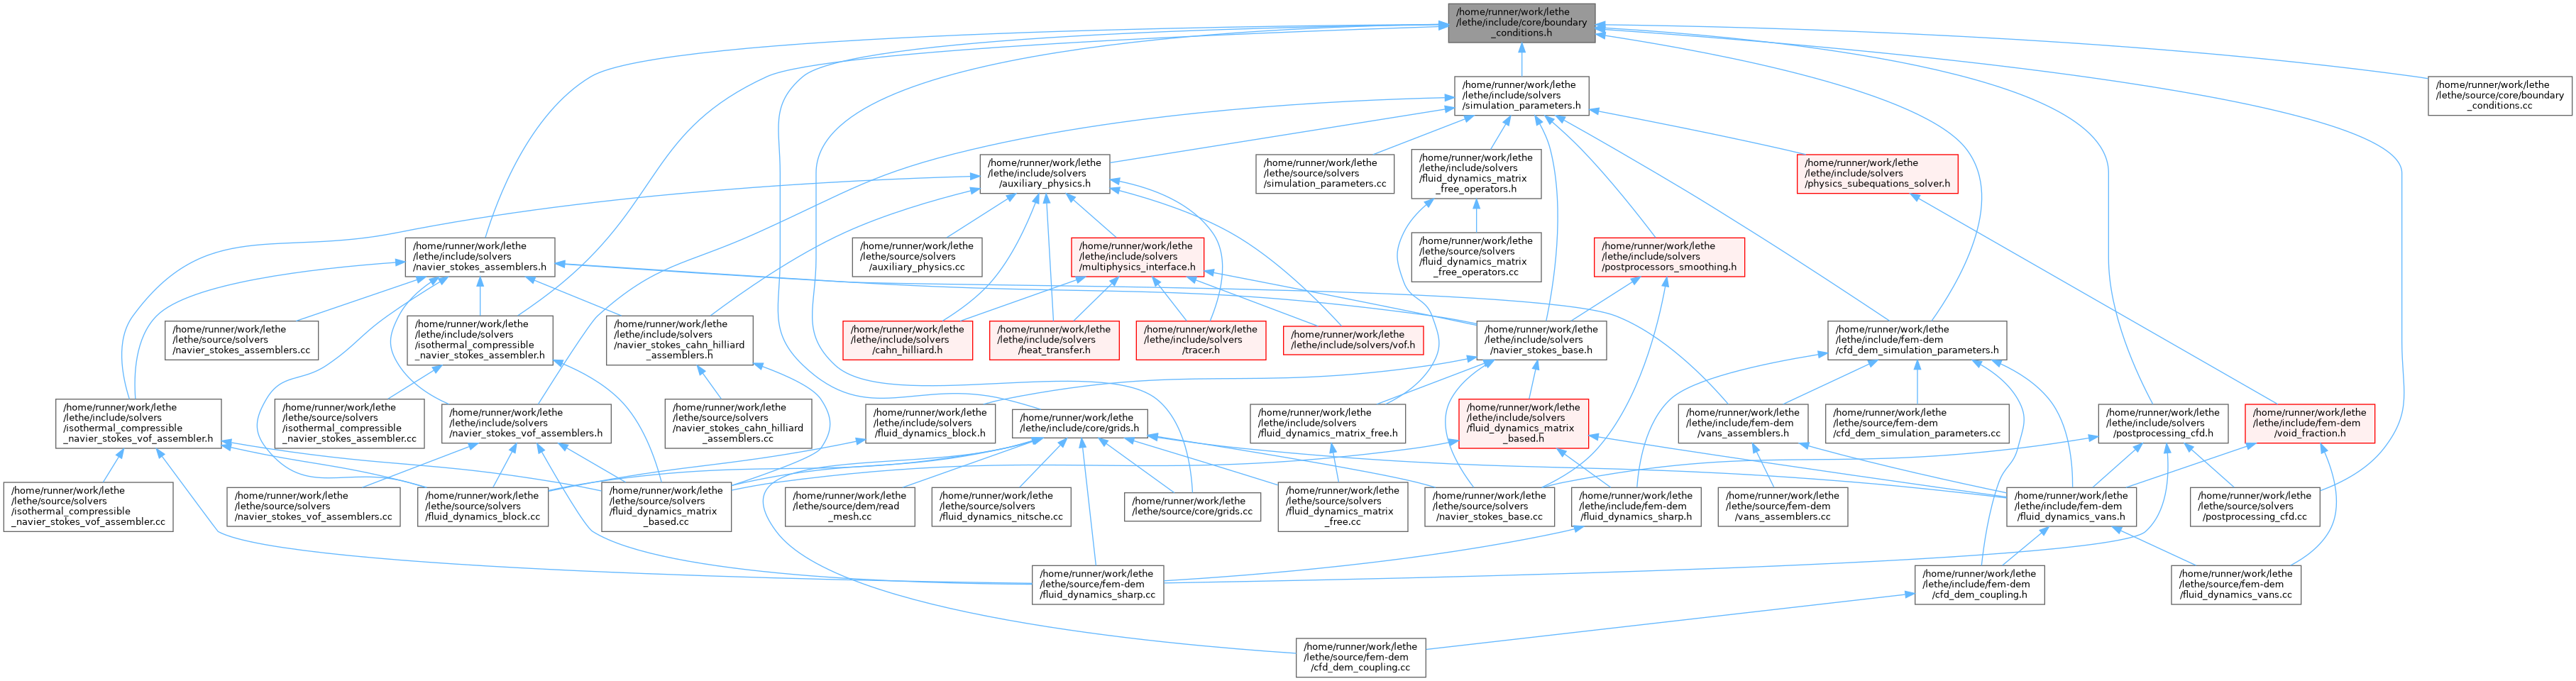 /home/runner/work/lethe
/lethe/include/core/boundary
_conditions.h
/home/runner/work/lethe
/lethe/include/solvers
/simulation_parameters.h
/home/runner/work/lethe
/lethe/source/core/boundary
_conditions.cc
/home/runner/work/lethe
/lethe/include/solvers
/auxiliary_physics.h
/home/runner/work/lethe
/lethe/source/solvers
/simulation_parameters.cc
/home/runner/work/lethe
/lethe/include/solvers
/fluid_dynamics_matrix
_free_operators.h
/home/runner/work/lethe
/lethe/include/solvers
/physics_subequations_solver.h
/home/runner/work/lethe
/lethe/include/solvers
/navier_stokes_assemblers.h
/home/runner/work/lethe
/lethe/source/solvers
/auxiliary_physics.cc
/home/runner/work/lethe
/lethe/include/solvers
/multiphysics_interface.h
/home/runner/work/lethe
/lethe/source/solvers
/fluid_dynamics_matrix
_free_operators.cc
/home/runner/work/lethe
/lethe/include/solvers
/postprocessors_smoothing.h
/home/runner/work/lethe
/lethe/source/solvers
/navier_stokes_assemblers.cc
/home/runner/work/lethe
/lethe/include/solvers
/isothermal_compressible
_navier_stokes_assembler.h
/home/runner/work/lethe
/lethe/include/solvers
/navier_stokes_cahn_hilliard
_assemblers.h
/home/runner/work/lethe
/lethe/include/solvers
/cahn_hilliard.h
/home/runner/work/lethe
/lethe/include/solvers
/heat_transfer.h
/home/runner/work/lethe
/lethe/include/solvers
/tracer.h
/home/runner/work/lethe
/lethe/include/solvers/vof.h
/home/runner/work/lethe
/lethe/include/solvers
/navier_stokes_base.h
/home/runner/work/lethe
/lethe/include/fem-dem
/cfd_dem_simulation_parameters.h
/home/runner/work/lethe
/lethe/include/solvers
/isothermal_compressible
_navier_stokes_vof_assembler.h
/home/runner/work/lethe
/lethe/source/solvers
/isothermal_compressible
_navier_stokes_assembler.cc
/home/runner/work/lethe
/lethe/include/solvers
/navier_stokes_vof_assemblers.h
/home/runner/work/lethe
/lethe/source/solvers
/navier_stokes_cahn_hilliard
_assemblers.cc
/home/runner/work/lethe
/lethe/include/solvers
/fluid_dynamics_block.h
/home/runner/work/lethe
/lethe/include/core/grids.h
/home/runner/work/lethe
/lethe/include/solvers
/fluid_dynamics_matrix_free.h
/home/runner/work/lethe
/lethe/include/solvers
/fluid_dynamics_matrix
_based.h
/home/runner/work/lethe
/lethe/include/fem-dem
/vans_assemblers.h
/home/runner/work/lethe
/lethe/source/fem-dem
/cfd_dem_simulation_parameters.cc
/home/runner/work/lethe
/lethe/include/solvers
/postprocessing_cfd.h
/home/runner/work/lethe
/lethe/include/fem-dem
/void_fraction.h
/home/runner/work/lethe
/lethe/source/solvers
/isothermal_compressible
_navier_stokes_vof_assembler.cc
/home/runner/work/lethe
/lethe/source/solvers
/navier_stokes_vof_assemblers.cc
/home/runner/work/lethe
/lethe/source/solvers
/fluid_dynamics_block.cc
/home/runner/work/lethe
/lethe/source/solvers
/fluid_dynamics_matrix
_based.cc
/home/runner/work/lethe
/lethe/source/dem/read
_mesh.cc
/home/runner/work/lethe
/lethe/source/solvers
/fluid_dynamics_nitsche.cc
/home/runner/work/lethe
/lethe/source/core/grids.cc
/home/runner/work/lethe
/lethe/source/solvers
/fluid_dynamics_matrix
_free.cc
/home/runner/work/lethe
/lethe/source/solvers
/navier_stokes_base.cc
/home/runner/work/lethe
/lethe/include/fem-dem
/fluid_dynamics_sharp.h
/home/runner/work/lethe
/lethe/source/fem-dem
/vans_assemblers.cc
/home/runner/work/lethe
/lethe/include/fem-dem
/fluid_dynamics_vans.h
/home/runner/work/lethe
/lethe/source/solvers
/postprocessing_cfd.cc
/home/runner/work/lethe
/lethe/source/fem-dem
/fluid_dynamics_sharp.cc
/home/runner/work/lethe
/lethe/include/fem-dem
/cfd_dem_coupling.h
/home/runner/work/lethe
/lethe/source/fem-dem
/fluid_dynamics_vans.cc
/home/runner/work/lethe
/lethe/source/fem-dem
/cfd_dem_coupling.cc